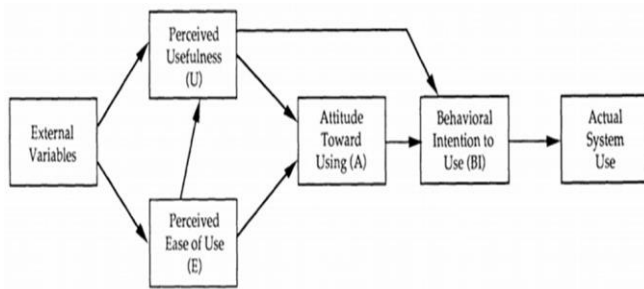 External
Variables
Perceived
Usefulness
(U)
Perceived
Ease of Use
(E)
Attitude
Toward
Using (A)
Behavioral
Intention to
Use (BI)
Actual
System
Use